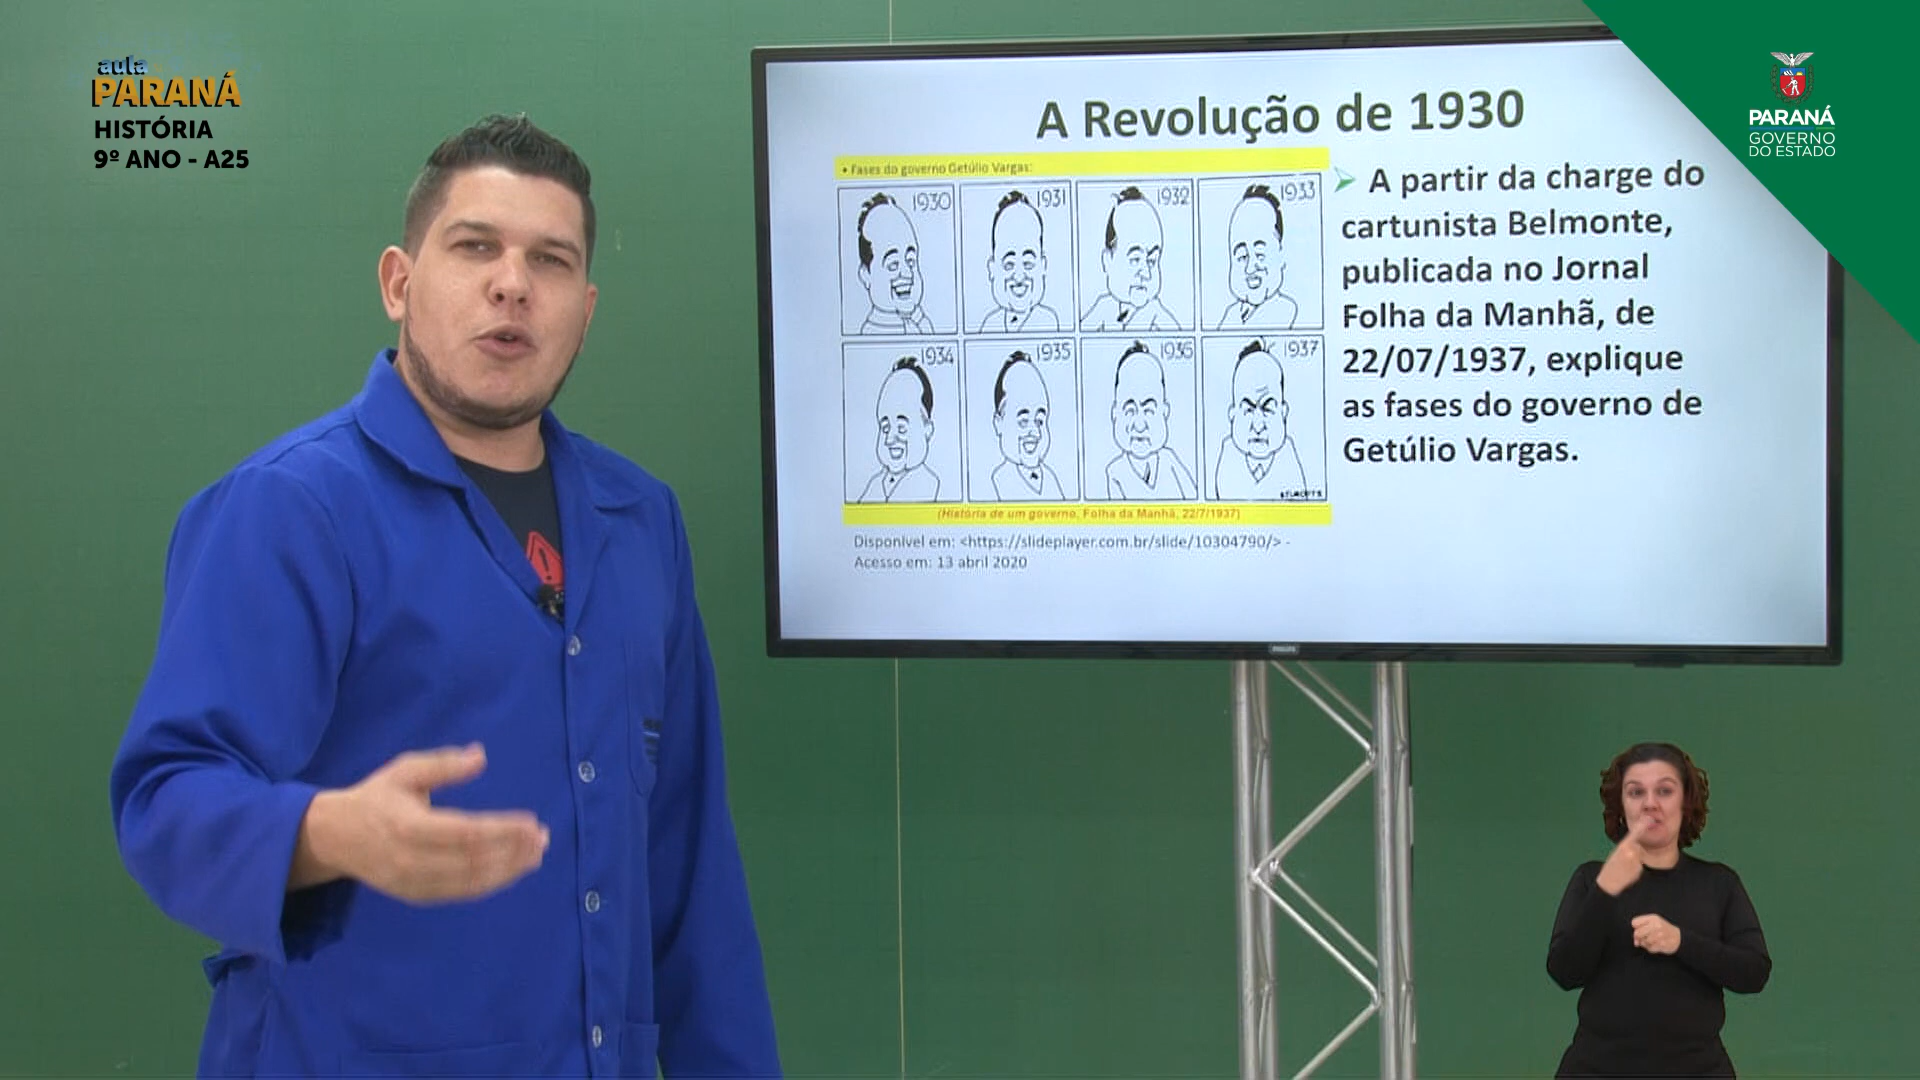 aula
PARANÁ
HISTÓRIA
9º ANO - A25
PARANÁ
GOVERNO
DO ESTADO
A Revolução de 1930
• Fases do governo Getúlio Vargas:
1930
1931
1932
1933
1934
1935
1936
1937
(História de um governo, Folha da Manhã, 22/7/1937)
Disponível em: <https://slideplayer.com.br/slide/10304790/> -
Acesso em: 13 abril 2020
➢ A partir da charge do
cartunista Belmonte,
publicada no Jornal
Folha da Manhã, de
22/07/1937, explique
as fases do governo de
Getúlio Vargas.
PHILIPS